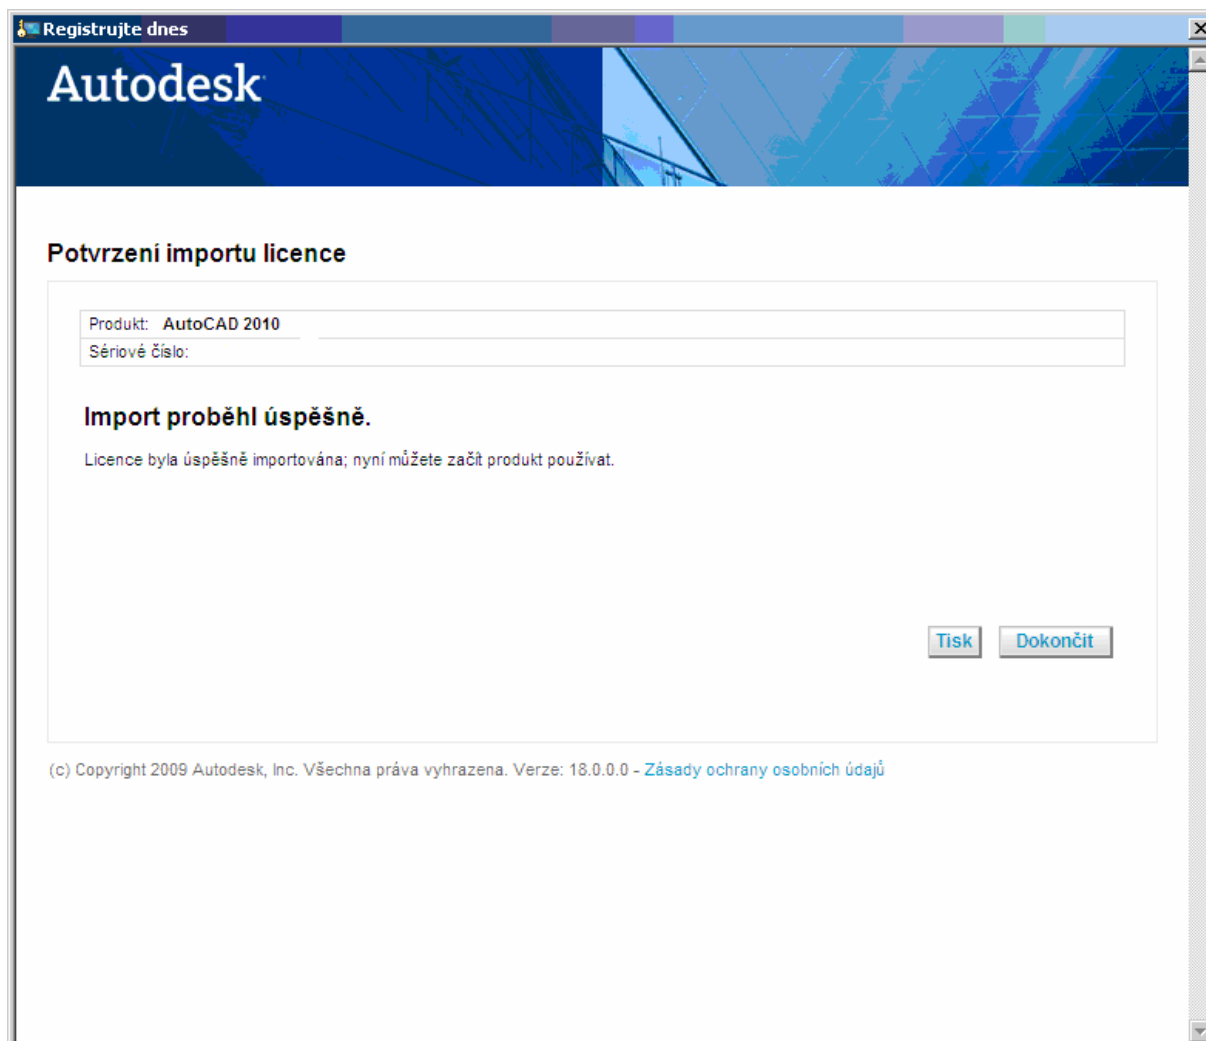 Registrujte dnes
Autodesk
Potvrzení importu licence
Produkt: AutoCAD 2010
Sériové číslo:
Import proběhl úspěšně.
Licence byla úspěšně importována; nyní můžete začít produkt používat.
Tisk Dokončit
(c) Copyright 2009 Autodesk, Inc. Všechna práva vyhrazena. Verze: 18.0.0.0 - Zásady ochrany osobních údajů